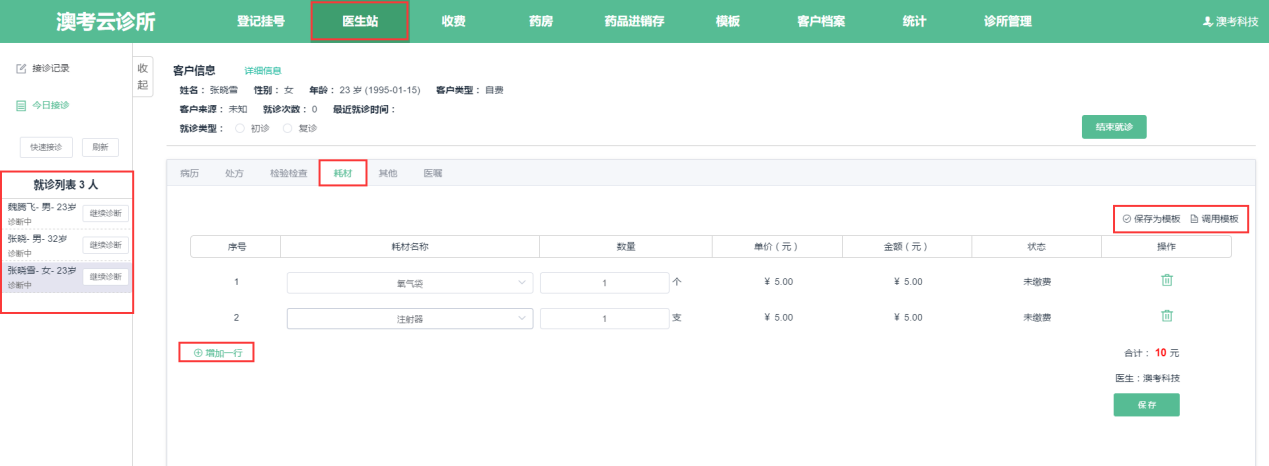 澳考云诊所 登记挂号 医生站 收费 药房 药品进销存 模板 客户档案 统计 诊所管理 澳考科技
接诊记录
今日接诊
快速接诊 刷新
就诊列表 3 人
魏腾飞- 男- 23岁 继续诊断
诊断中
张晓- 男- 32岁 继续诊断
诊断中
张晓雪- 女- 23岁 继续诊断
诊断中
收起
客户信息 详细信息
姓名： 张晓雪 性别： 女 年龄： 23 岁 (1995-01-15) 客户类型： 自费
客户来源： 未知 就诊次数： 0 最近就诊时间：
就诊类型： 初诊 复诊
结束就诊
病历 处方 检验检查 耗材 其他 医嘱
保存为模板 调用模板
序号 耗材名称 数量 单价（元） 金额（元） 状态 操作
1 氧气袋 1 个 ¥ 5.00 ¥ 5.00 未缴费
2 注射器 1 支 ¥ 5.00 ¥ 5.00 未缴费
增加一行 合计： 10 元
医生：澳考科技
保存